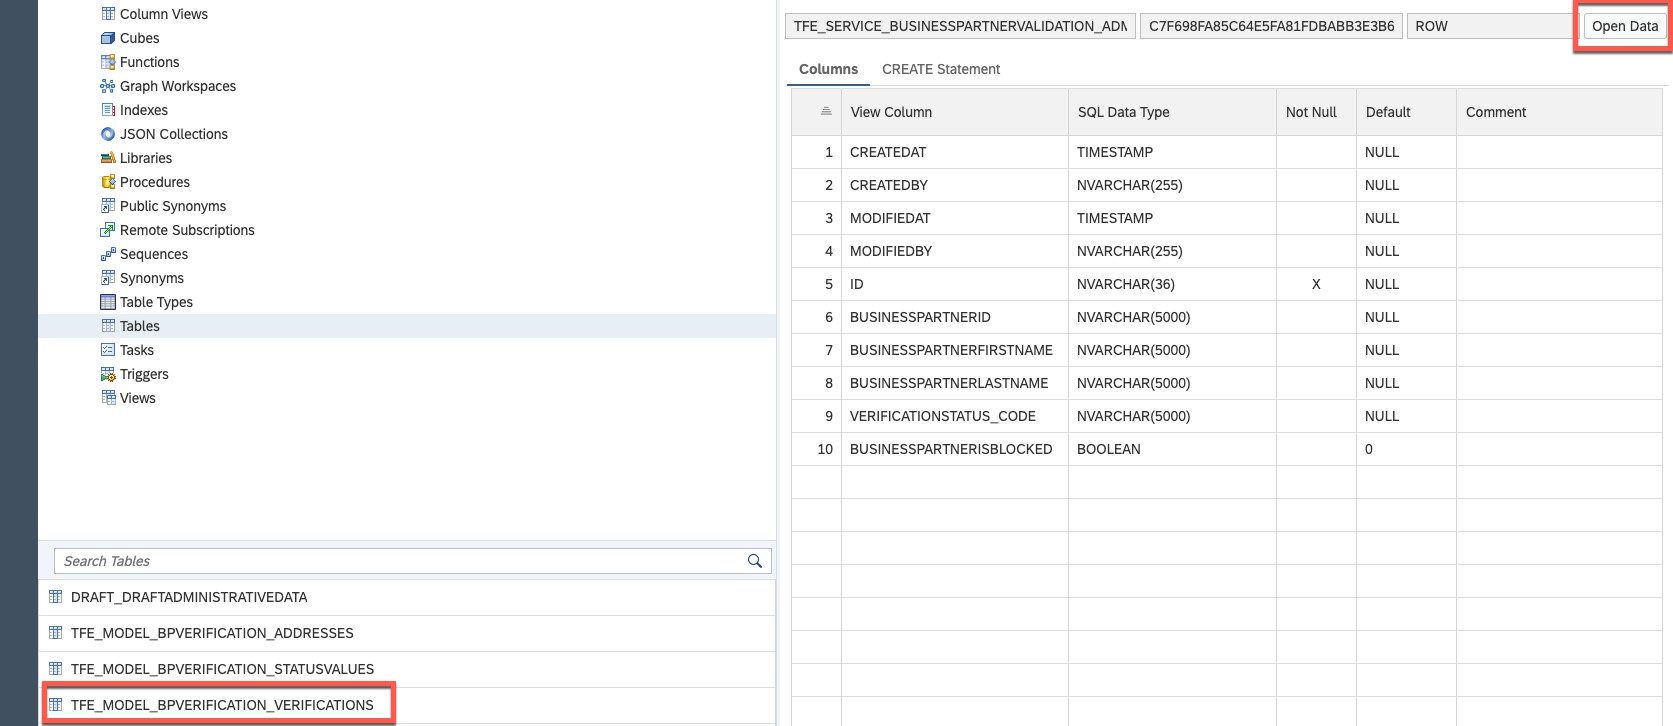 Column Views
Cubes
Functions
Graph Workspaces
Indexes
JSON Collections
Libraries
Procedures
Public Synonyms
Remote Subscriptions
Sequences
Synonyms
Table Types
Tables
Tasks
Triggers
Views
Search Tables
DRAFT_DRAFTADMINISTRATIVEDATA
TFE_MODEL_BPVERIFICATION_ADDRESSES
TFE_MODEL_BPVERIFICATION_STATUSVALUES
TFE_MODEL_BPVERIFICATION_VERIFICATIONS
TFE_SERVICE_BUSINESSPARTNERVALIDATION_ADM C7F698FA85C64E5FA81FDBABB3E3B6 ROW Open Data
Columns CREATE Statement
View Column SQL Data Type Not Null Default Comment
1 CREATEDAT TIMESTAMP NULL
2 CREATEDBY NVARCHAR(255) NULL
3 MODIFIEDAT TIMESTAMP NULL
4 MODIFIEDBY NVARCHAR(255) NULL
5 ID NVARCHAR(36) X NULL
6 BUSINESSPARTNERID NVARCHAR(5000) NULL
7 BUSINESSPARTNERFIRSTNAME NVARCHAR(5000) NULL
8 BUSINESSPARTNERLASTNAME NVARCHAR(5000) NULL
9 VERIFICATIONSTATUS_CODE NVARCHAR(5000) NULL
10 BUSINESSPARTNERISBLOCKED BOOLEAN 0